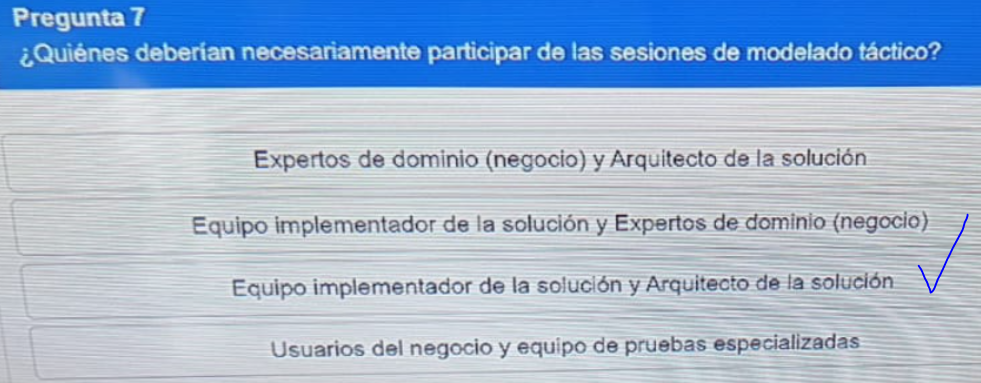 Pregunta 7
¿Quiénes deberían necesariamente participar de las sesiones de modelado táctico?
Expertos de dominio (negocio) y Arquitecto de la solución
Equipo implementador de la solución y Expertos de dominio (negocio)
Equipo implementador de la solución y Arquitecto de la solución
Usuarios del negocio y equipo de pruebas especializadas